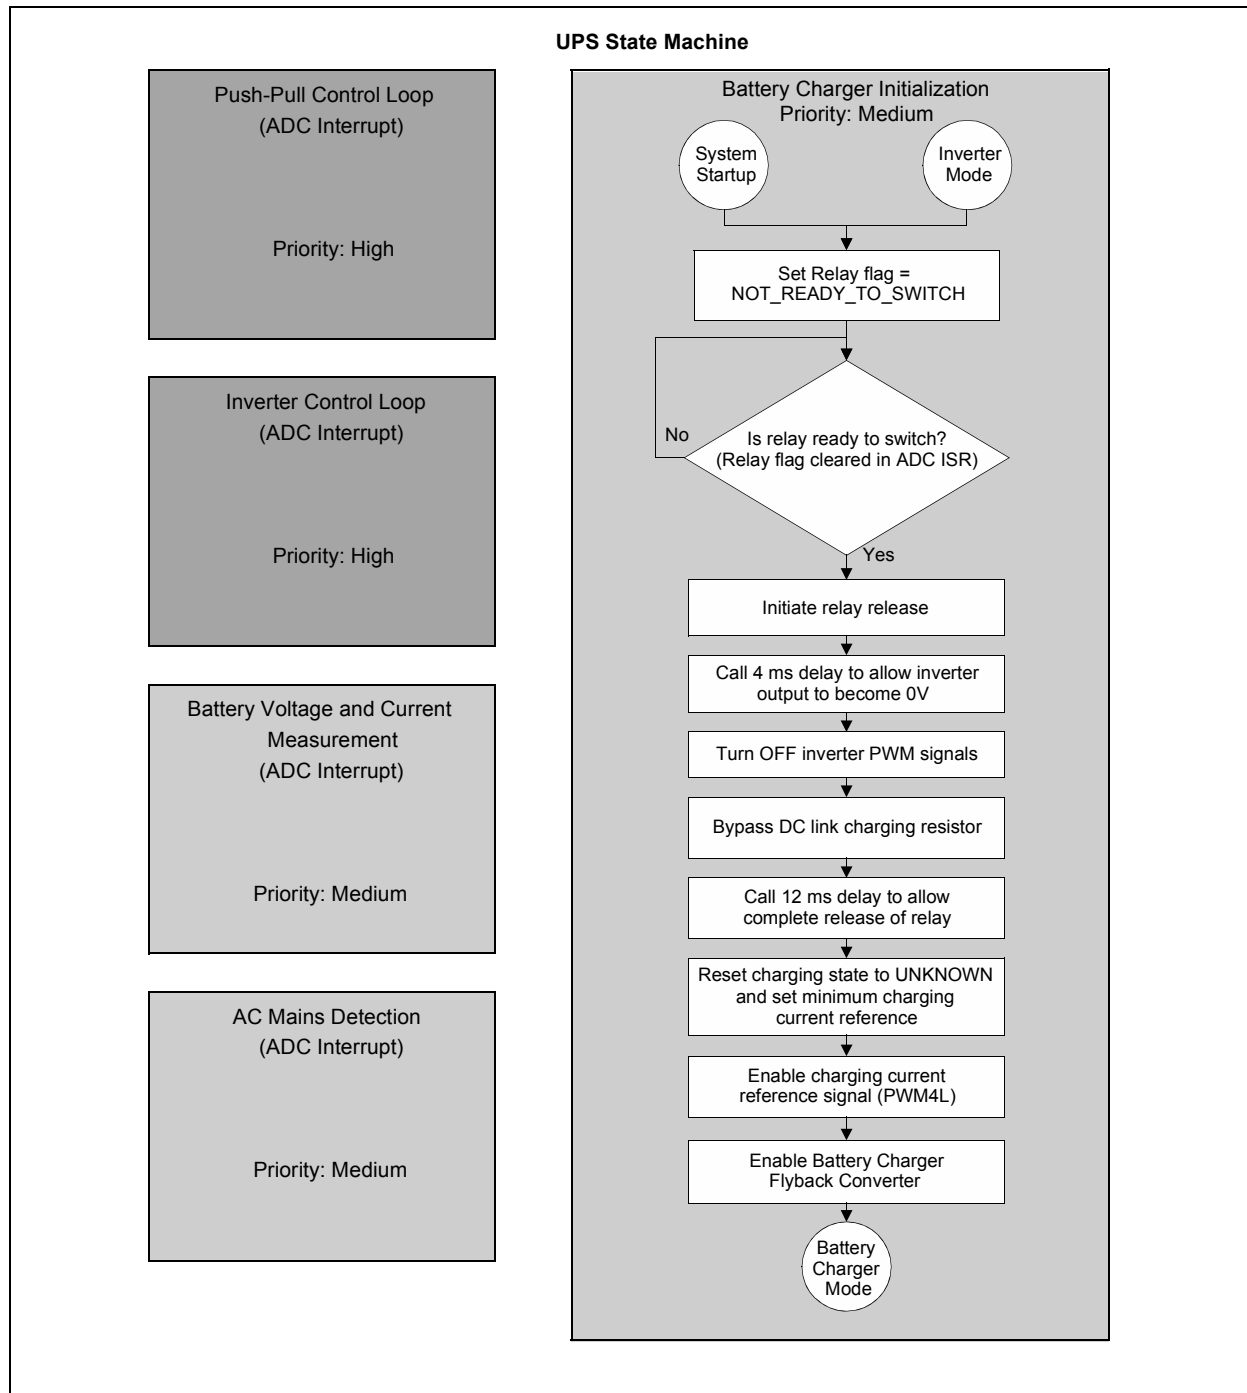 UPS State Machine
Push-Pull Control Loop
(ADC Interrupt)
Priority: High
Inverter Control Loop
(ADC Interrupt)
Priority: High
Battery Voltage and Current
Measurement
(ADC Interrupt)
Priority: Medium
AC Mains Detection
(ADC Interrupt)
Priority: Medium
Battery Charger Initialization
Priority: Medium
System
Startup
Inverter
Mode
Set Relay flag =
NOT_READY_TO_SWITCH
No
Is relay ready to switch?
(Relay flag cleared in ADC ISR)
Yes
Initiate relay release
Call 4 ms delay to allow inverter
output to become 0V
Turn OFF inverter PWM signals
Bypass DC link charging resistor
Call 12 ms delay to allow
complete release of relay
Reset charging state to UNKNOWN
and set minimum charging
current reference
Enable charging current
reference signal (PWM4L)
Enable Battery Charger
Flyback Converter
Battery
Charger
Mode